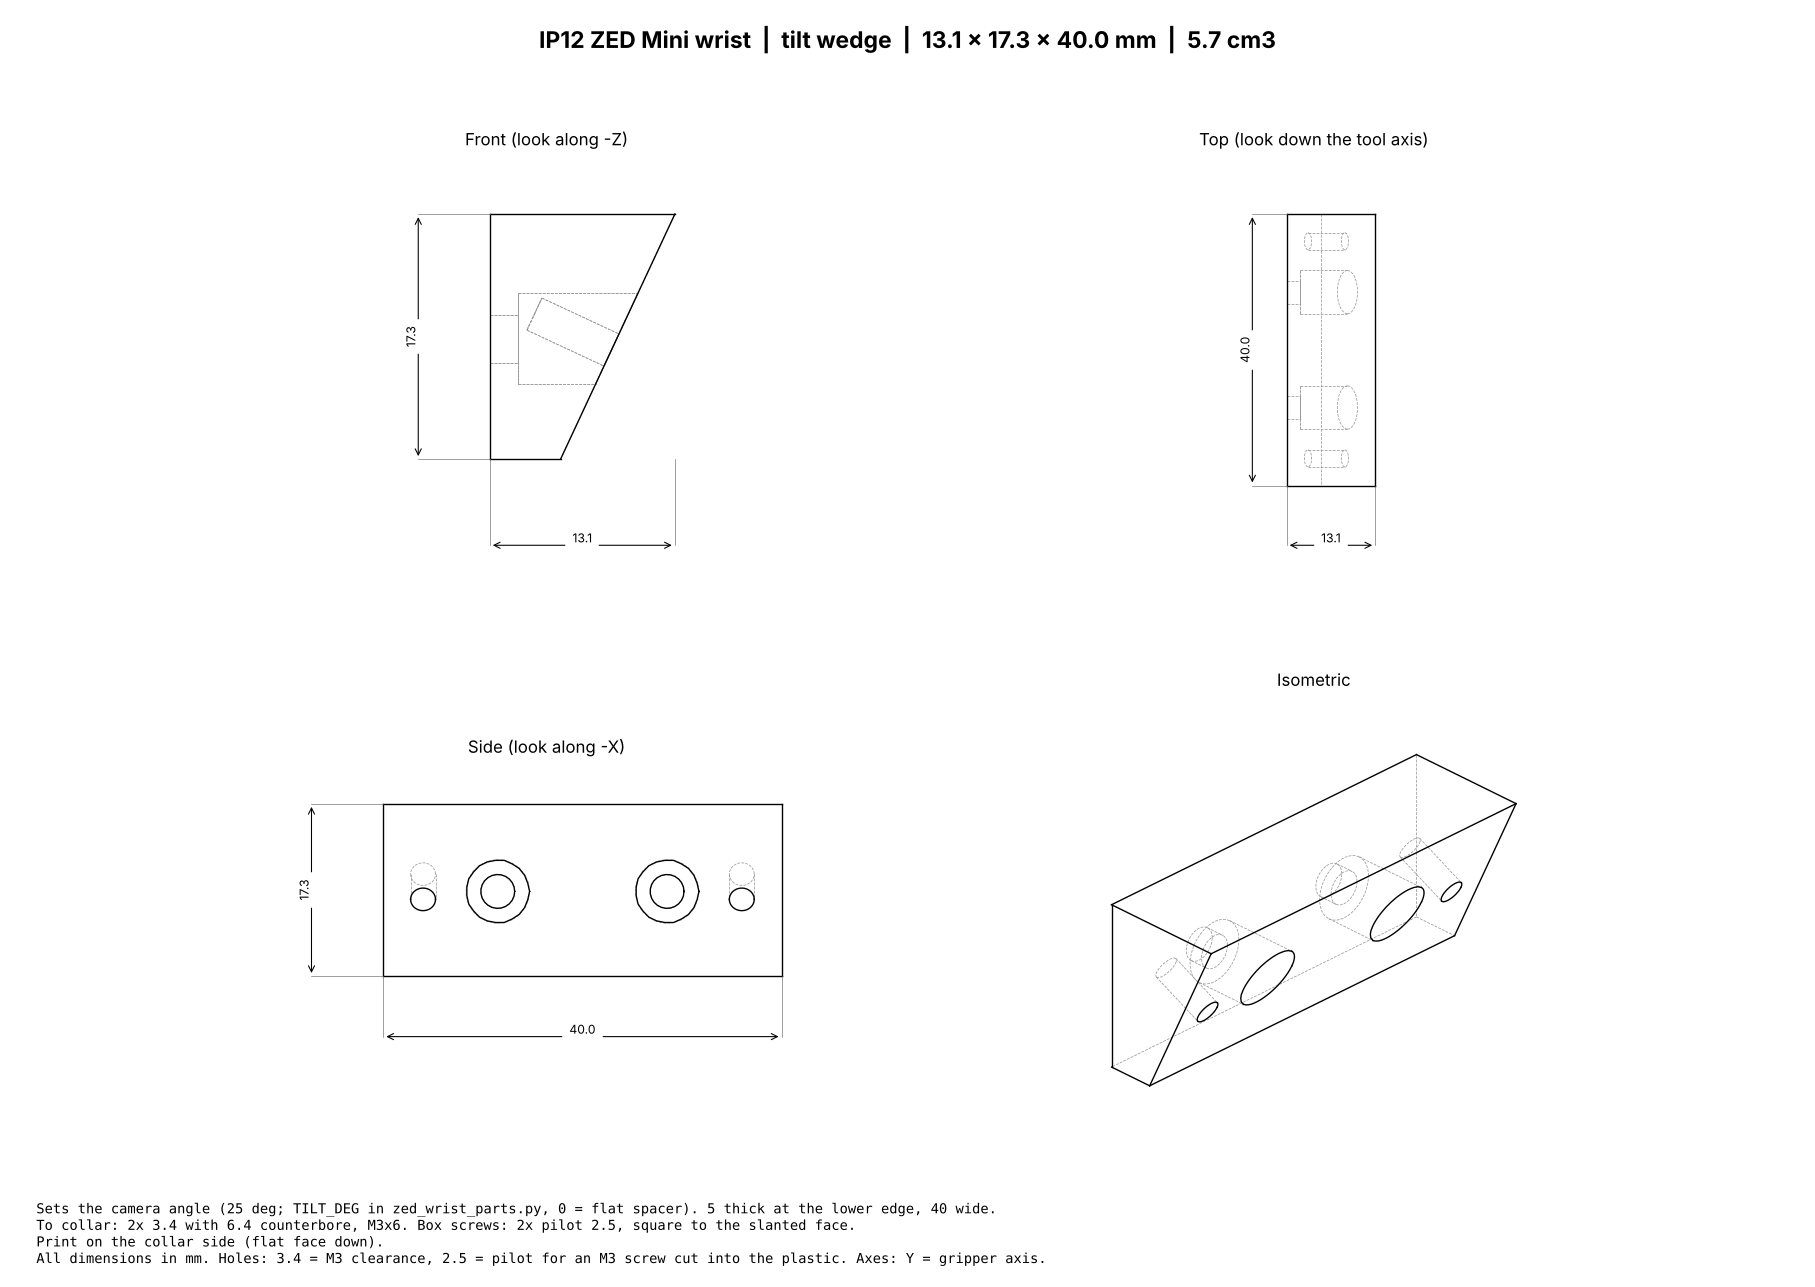 IP12 ZED Mini wrist | tilt wedge | 13.1 × 17.3 × 40.0 mm | 5.7 cm3
Front (look along -Z)
Top (look down the tool axis)
17.3
40.0
13.1
13.1
Isometric
Side (look along -X)
17.3
40.0
Sets the camera angle (25 deg; TILT_DEG in zed_wrist_parts.py, 0 = flat spacer). 5 thick at the lower edge, 40 wide.
To collar: 2x 3.4 with 6.4 counterbore, M3x6. Box screws: 2x pilot 2.5, square to the slanted face.
Print on the collar side (flat face down).
All dimensions in mm. Holes: 3.4 = M3 clearance, 2.5 = pilot for an M3 screw cut into the plastic. Axes: Y = gripper axis.